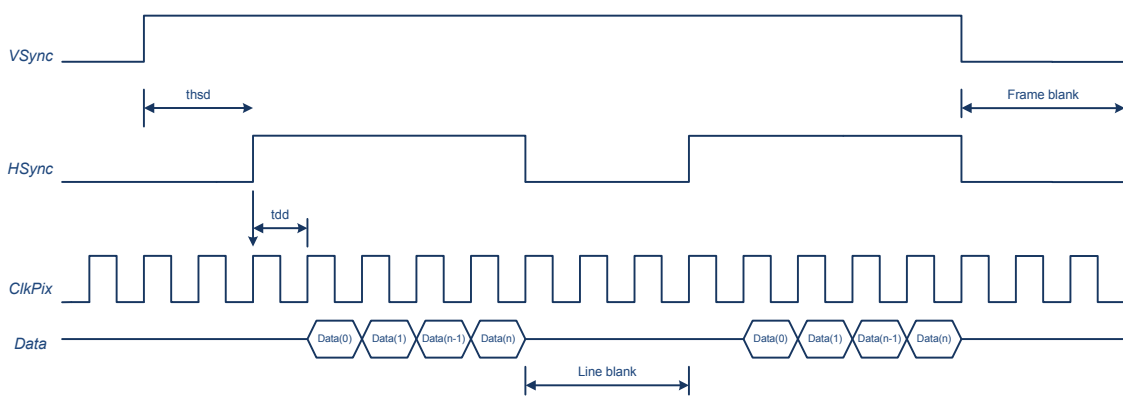 VSync
thsd
Frame blank
HSync
tdd
ClkPix
Data
Data(0) Data(1) Data(n-1) Data(n)
Data(0) Data(1) Data(n-1) Data(n)
Line blank